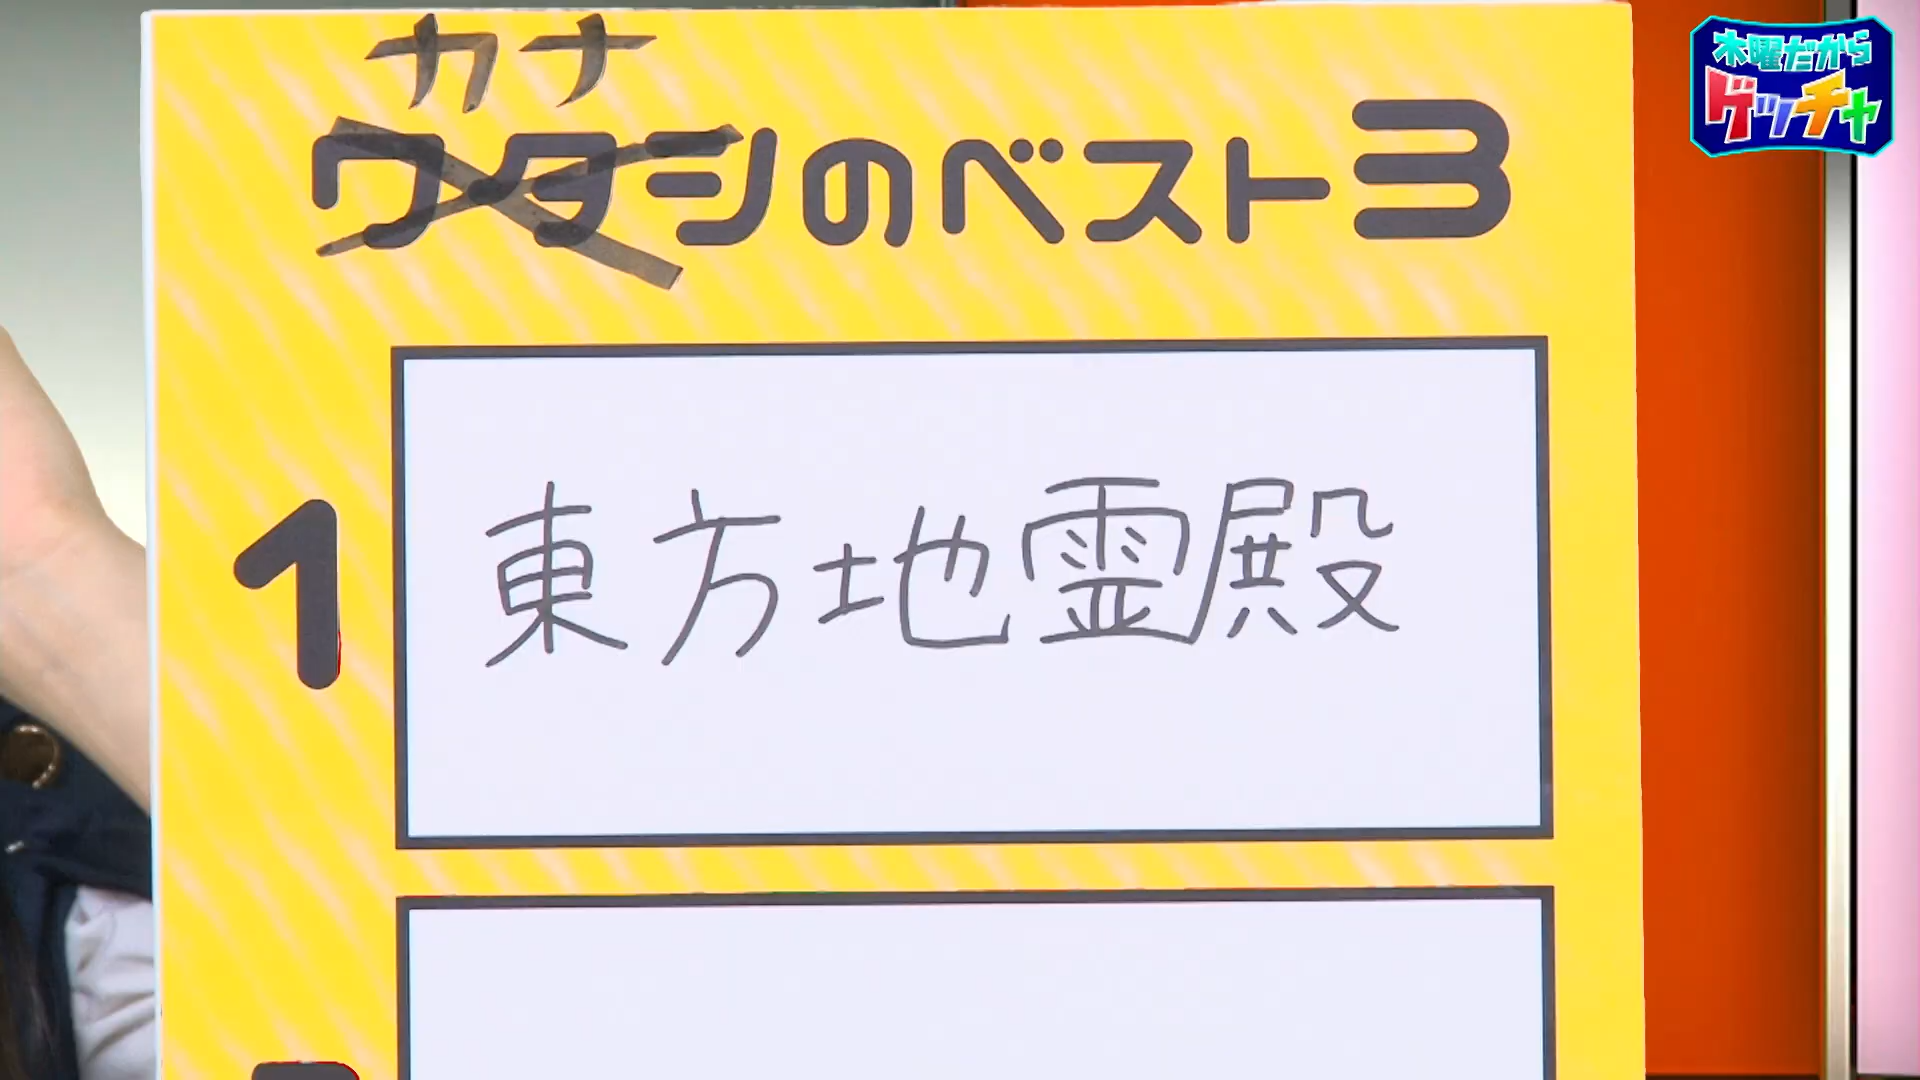 木曜だから
ゲッチャ
カナ
ワタシのベスト3
1
東方地霊殿